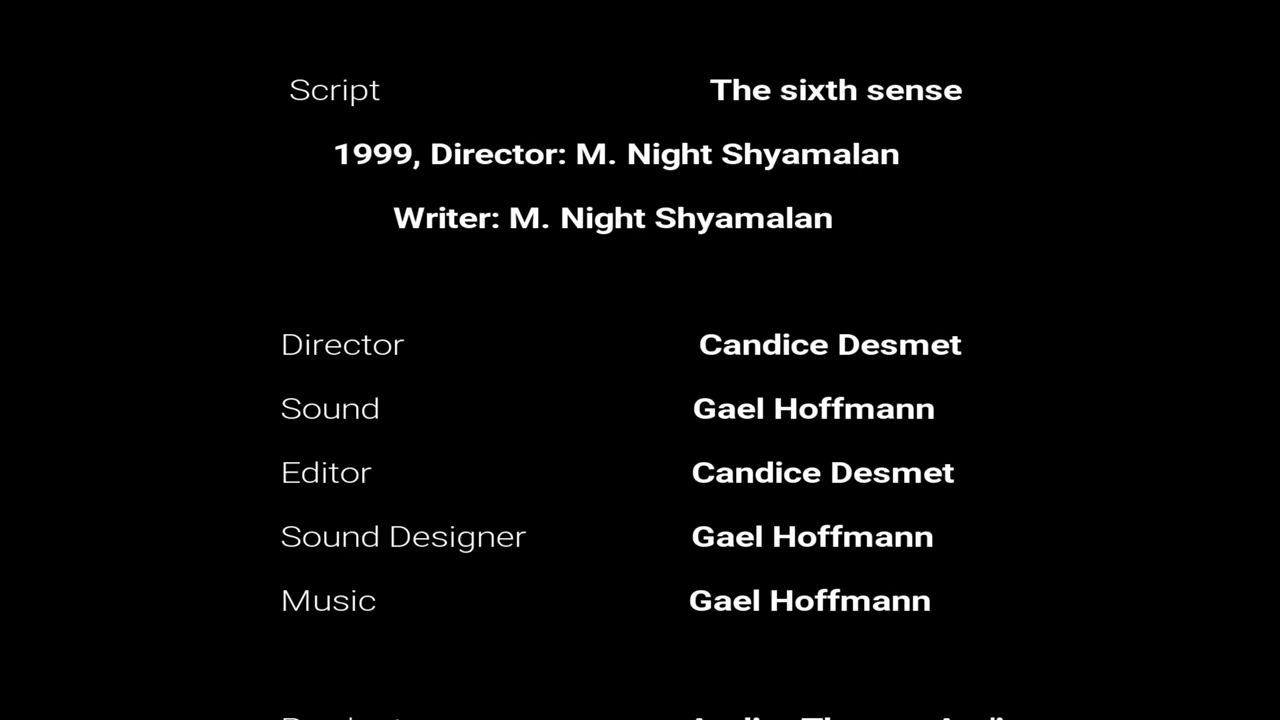 Script The sixth sense
1999, Director: M. Night Shyamalan
Writer: M. Night Shyamalan
Director Candice Desmet
Sound Gael Hoffmann
Editor Candice Desmet
Sound Designer Gael Hoffmann
Music Gael Hoffmann